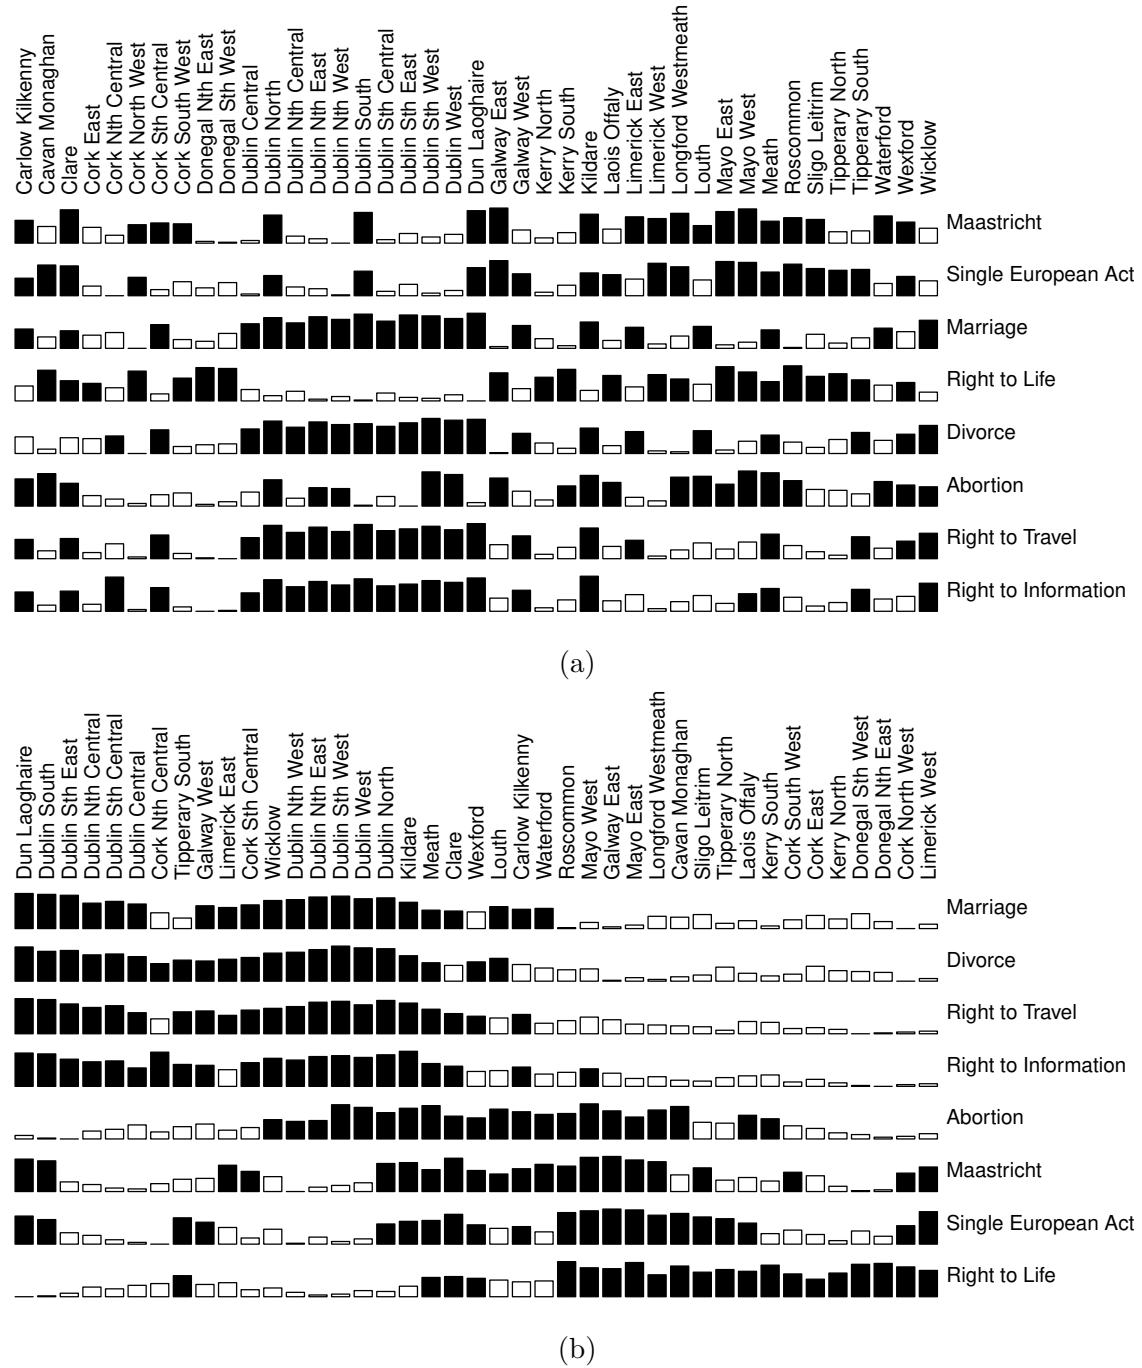 Carlow Kilkenny
Cavan Monaghan
Clare
Cork East
Cork Nth Central
Cork North West
Cork Sth Central
Cork South West
Donegal Nth East
Donegal Sth West
Dublin Central
Dublin North
Dublin Nth Central
Dublin Nth East
Dublin Nth West
Dublin South
Dublin Sth Central
Dublin Sth East
Dublin Sth West
Dublin West
Dun Laoghaire
Galway East
Galway West
Kerry North
Kerry South
Kildare
Laois Offaly
Limerick East
Limerick West
Longford Westmeath
Louth
Mayo East
Mayo West
Meath
Roscommon
Sligo Leitrim
Tipperary North
Tipperary South
Waterford
Wexford
Wicklow
Maastricht
Single European Act
Marriage
Right to Life
Divorce
Abortion
Right to Travel
Right to Information
(a)
Dun Laoghaire
Dublin South
Dublin Sth East
Dublin Nth Central
Dublin Sth Central
Dublin Central
Cork Nth Central
Tipperary South
Galway West
Limerick East
Cork Sth Central
Wicklow
Dublin Nth West
Dublin Nth East
Dublin Sth West
Dublin West
Dublin North
Kildare
Meath
Clare
Wexford
Louth
Carlow Kilkenny
Waterford
Roscommon
Mayo West
Galway East
Mayo East
Longford Westmeath
Cavan Monaghan
Sligo Leitrim
Tipperary North
Laois Offaly
Kerry South
Cork South West
Cork East
Kerry North
Donegal Sth West
Donegal Nth East
Cork North West
Limerick West
Marriage
Divorce
Right to Travel
Right to Information
Abortion
Maastricht
Single European Act
Right to Life
(b)